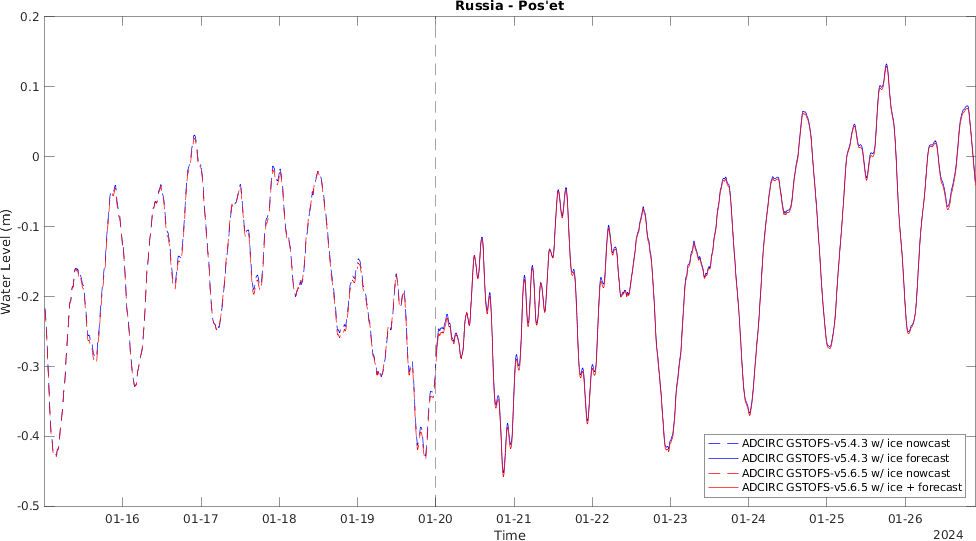 Russia - Pos'et
0.2
0.1
0
-0.1
-0.2
-0.3
-0.4
-0.5
Water Level (m)
ADCIRC GSTOFS-v5.4.3 w/ ice nowcast
ADCIRC GSTOFS-v5.4.3 w/ ice forecast
ADCIRC GSTOFS-v5.6.5 w/ ice nowcast
ADCIRC GSTOFS-v5.6.5 w/ ice + forecast
01-16 01-17 01-18 01-19 01-20 01-21 01-22 01-23 01-24 01-25 01-26
Time
2024